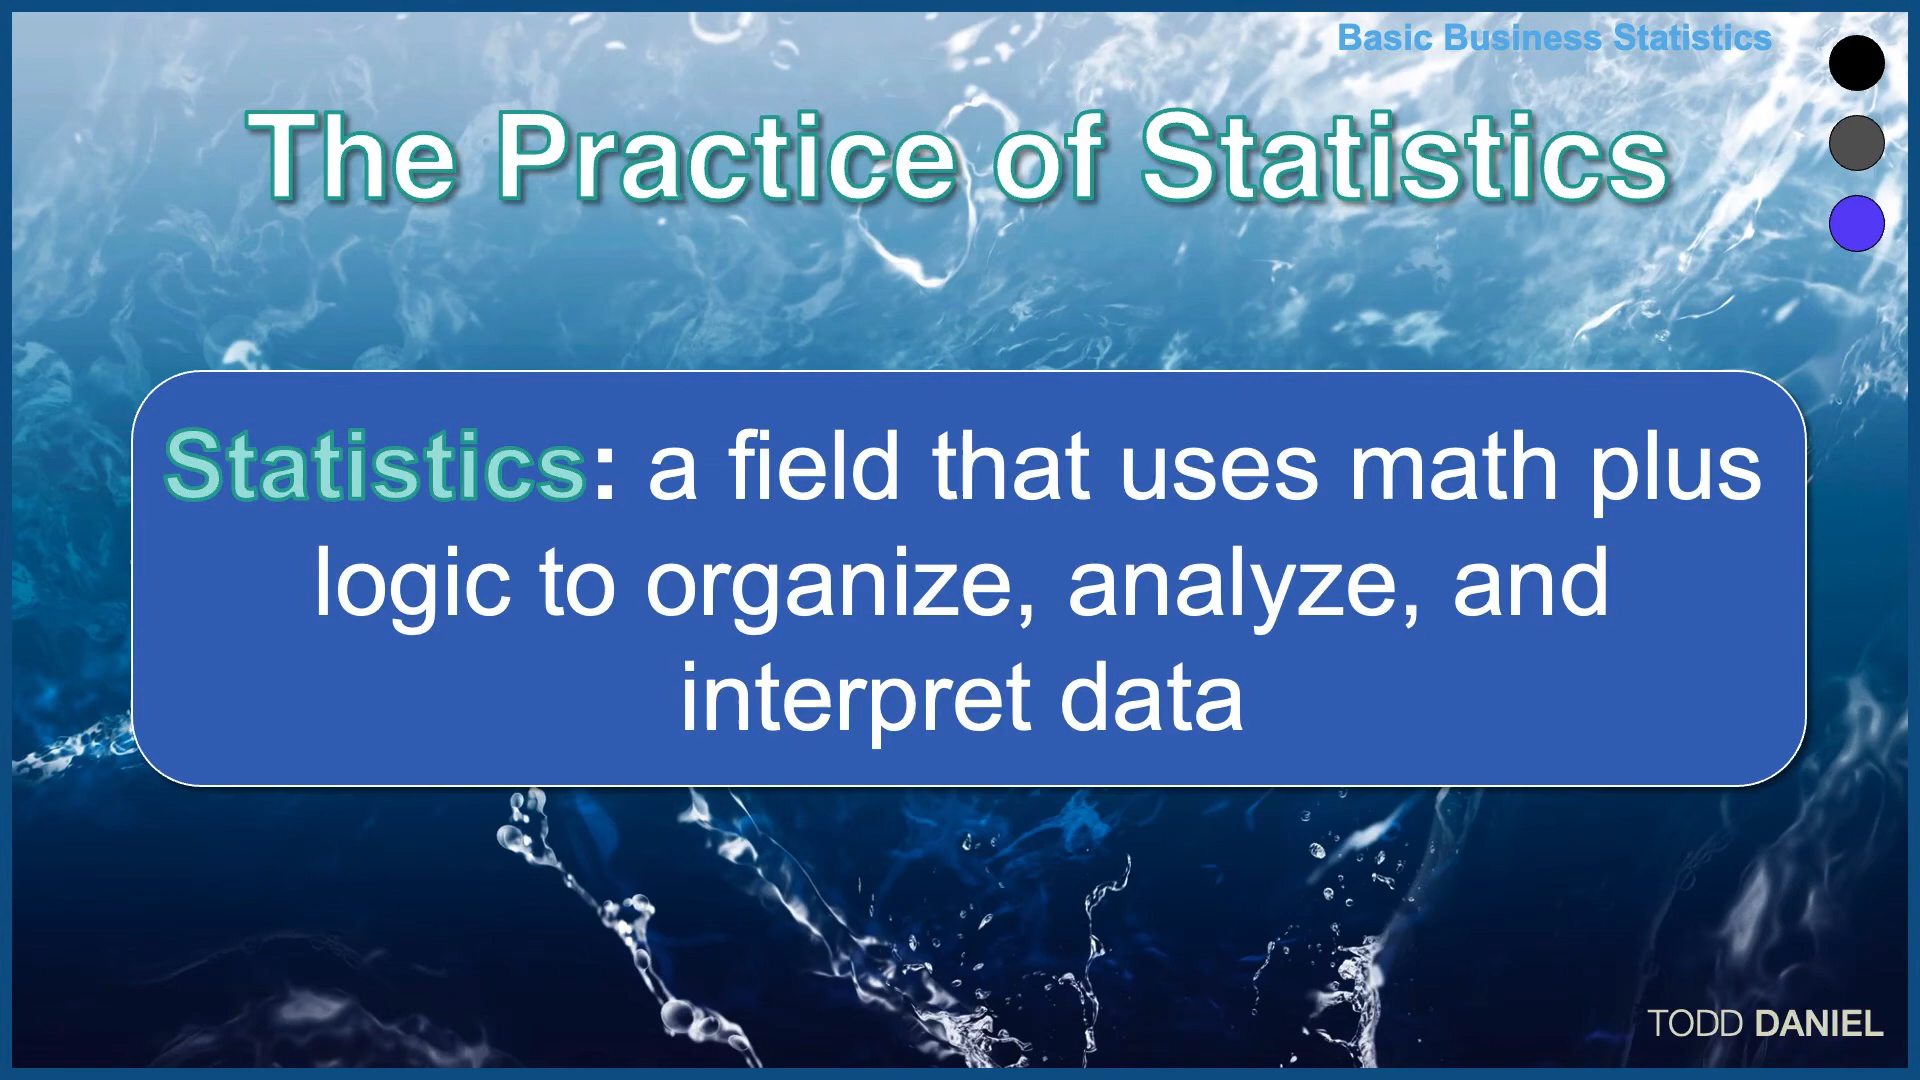 Basic Business Statistics
The Practice of Statistics
Statistics: a field that uses math plus
logic to organize, analyze, and
interpret data
TODD DANIEL